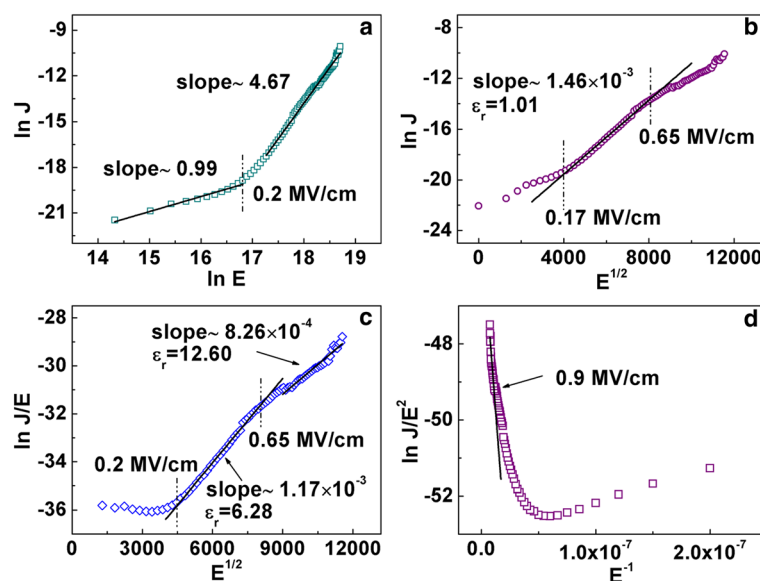 a
-9
-12
-15
-18
-21
ln J
slope~ 4.67
slope~ 0.99
0.2 MV/cm
14 15 16 17 18 19
ln E
b
-8
-12
-16
-20
-24
ln J
slope~ 1.46×10⁻³
εᵣ=1.01
0.65 MV/cm
0.17 MV/cm
0 4000 8000 12000
E¹/²
c
-28
-30
-32
-34
-36
ln J/E
slope~ 8.26×10⁻⁴
εᵣ=12.60
0.65 MV/cm
0.2 MV/cm
slope~ 1.17×10⁻³
εᵣ=6.28
0 3000 6000 9000 12000
E¹/²
d
-48
-50
-52
ln J/E²
0.9 MV/cm
0.0 1.0x10⁻⁷ 2.0x10⁻⁷
E⁻¹